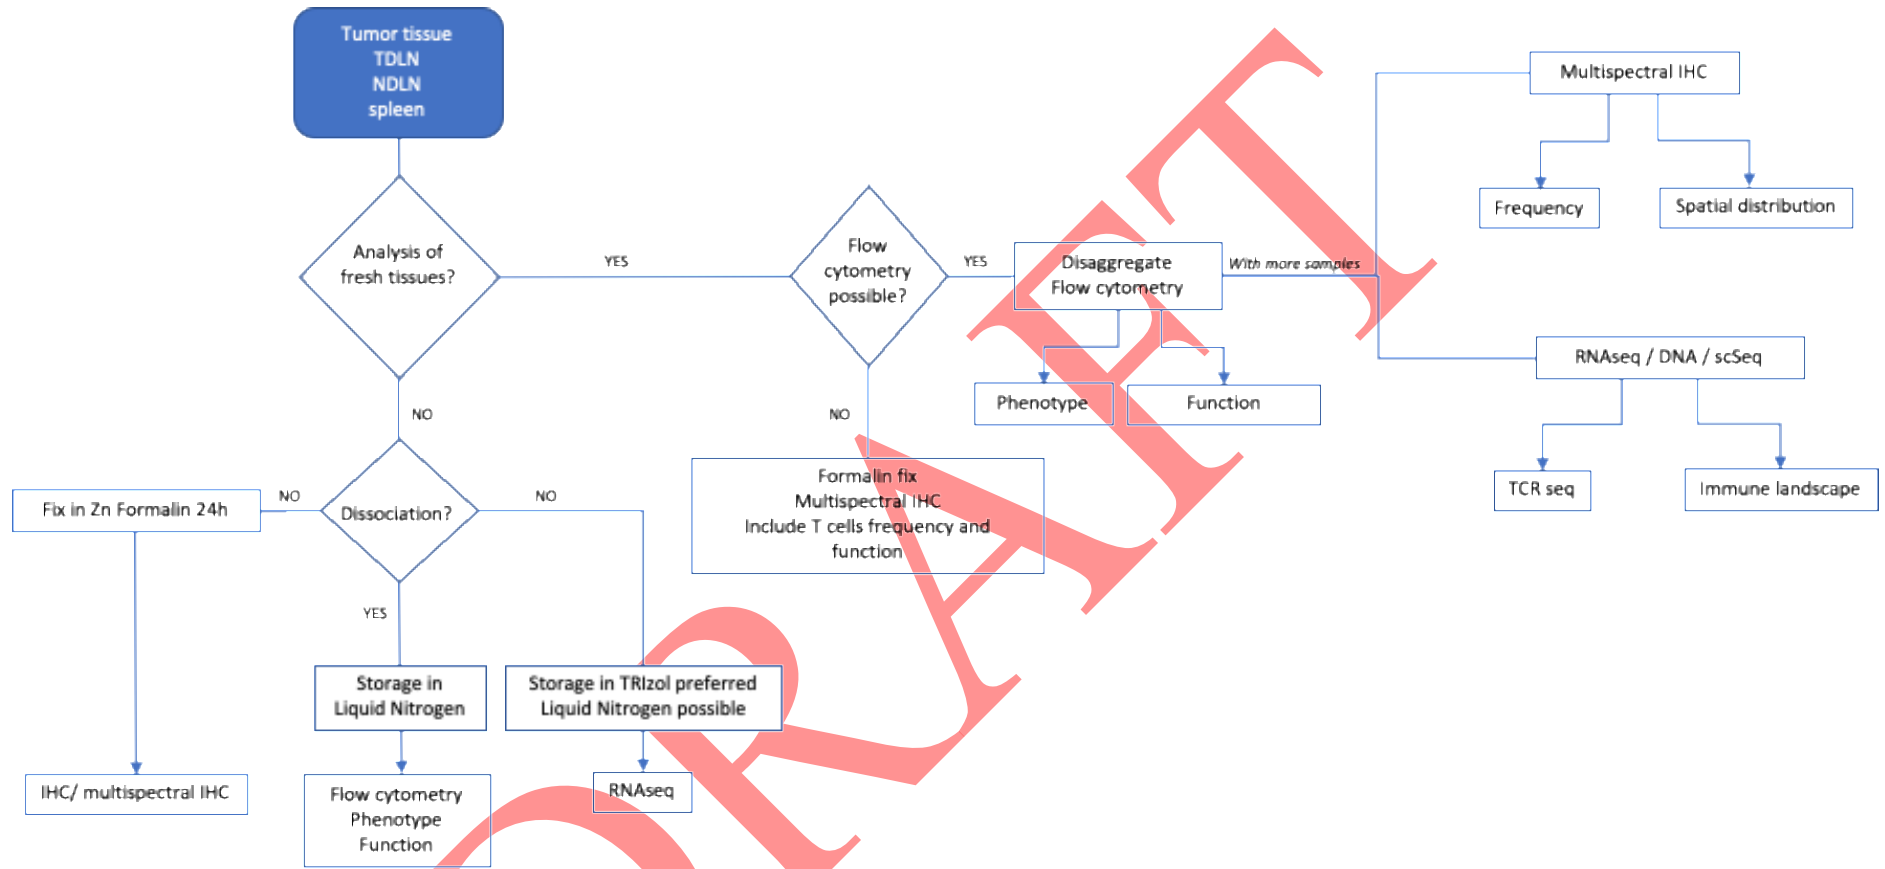 Tumor tissue
TDLN
NDLN
spleen
Analysis of
fresh tissues?
YES
Flow
cytometry
possible?
YES
Disaggregate
Flow cytometry
With more samples
Multispectral IHC
Frequency
Spatial distribution
RNAseq / DNA / scSeq
TCR seq
Immune landscape
Phenotype
Function
NO
Formalin fix
Multispectral IHC
Include T cells frequency and
function
NO
Dissociation?
NO
Fix in Zn Formalin 24h
IHC/ multispectral IHC
YES
Storage in
Liquid Nitrogen
Flow cytometry
Phenotype
Function
NO
Storage in TRIzol preferred
Liquid Nitrogen possible
RNAseq
DRAFT